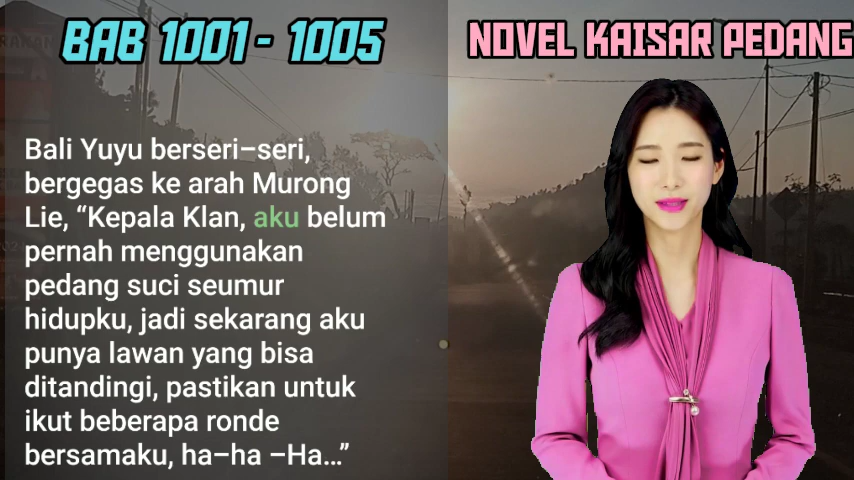 BAB 1001 - 1005
NOVEL KAISAR PEDANG
Bali Yuyu berseri–seri,
bergegas ke arah Murong
Lie, “Kepala Klan, aku belum
pernah menggunakan
pedang suci seumur
hidupku, jadi sekarang aku
punya lawan yang bisa
ditandingi, pastikan untuk
ikut beberapa ronde
bersamaku, ha–ha –Ha...”